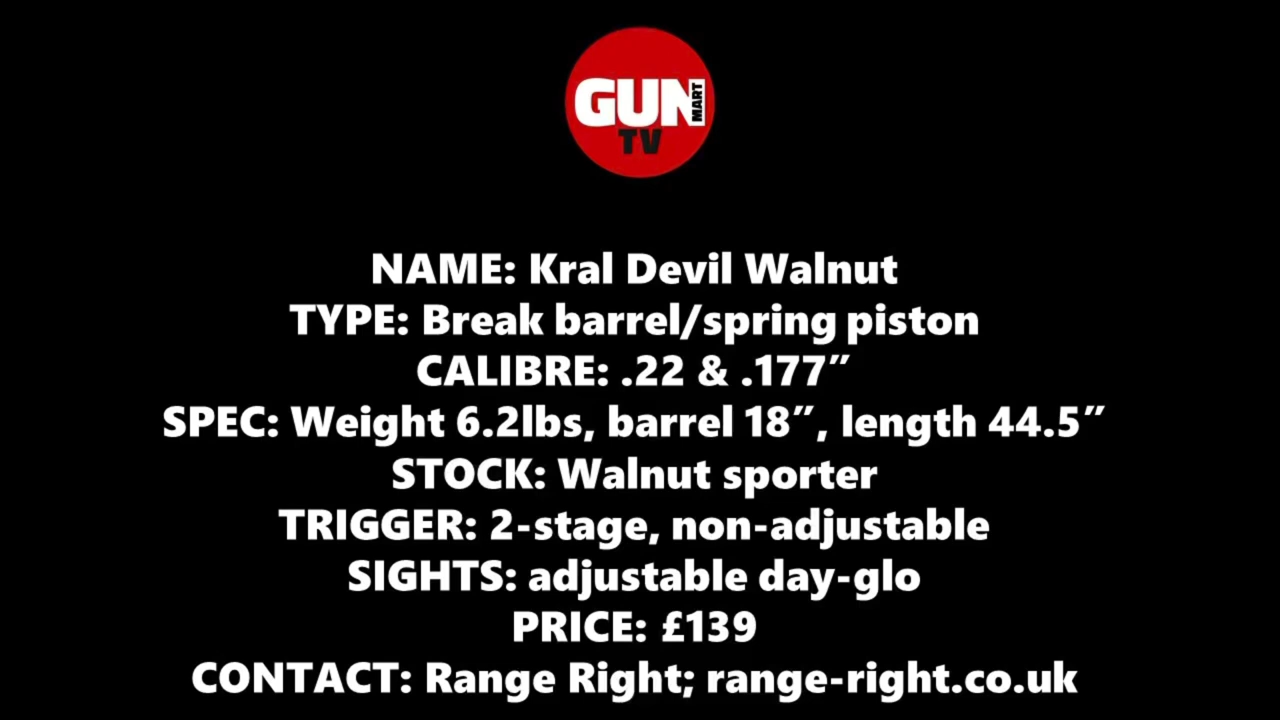 GUN
MART
TV
NAME: Kral Devil Walnut
TYPE: Break barrel/spring piston
CALIBRE: .22 & .177”
SPEC: Weight 6.2lbs, barrel 18”, length 44.5”
STOCK: Walnut sporter
TRIGGER: 2-stage, non-adjustable
SIGHTS: adjustable day-glo
PRICE: £139
CONTACT: Range Right; range-right.co.uk